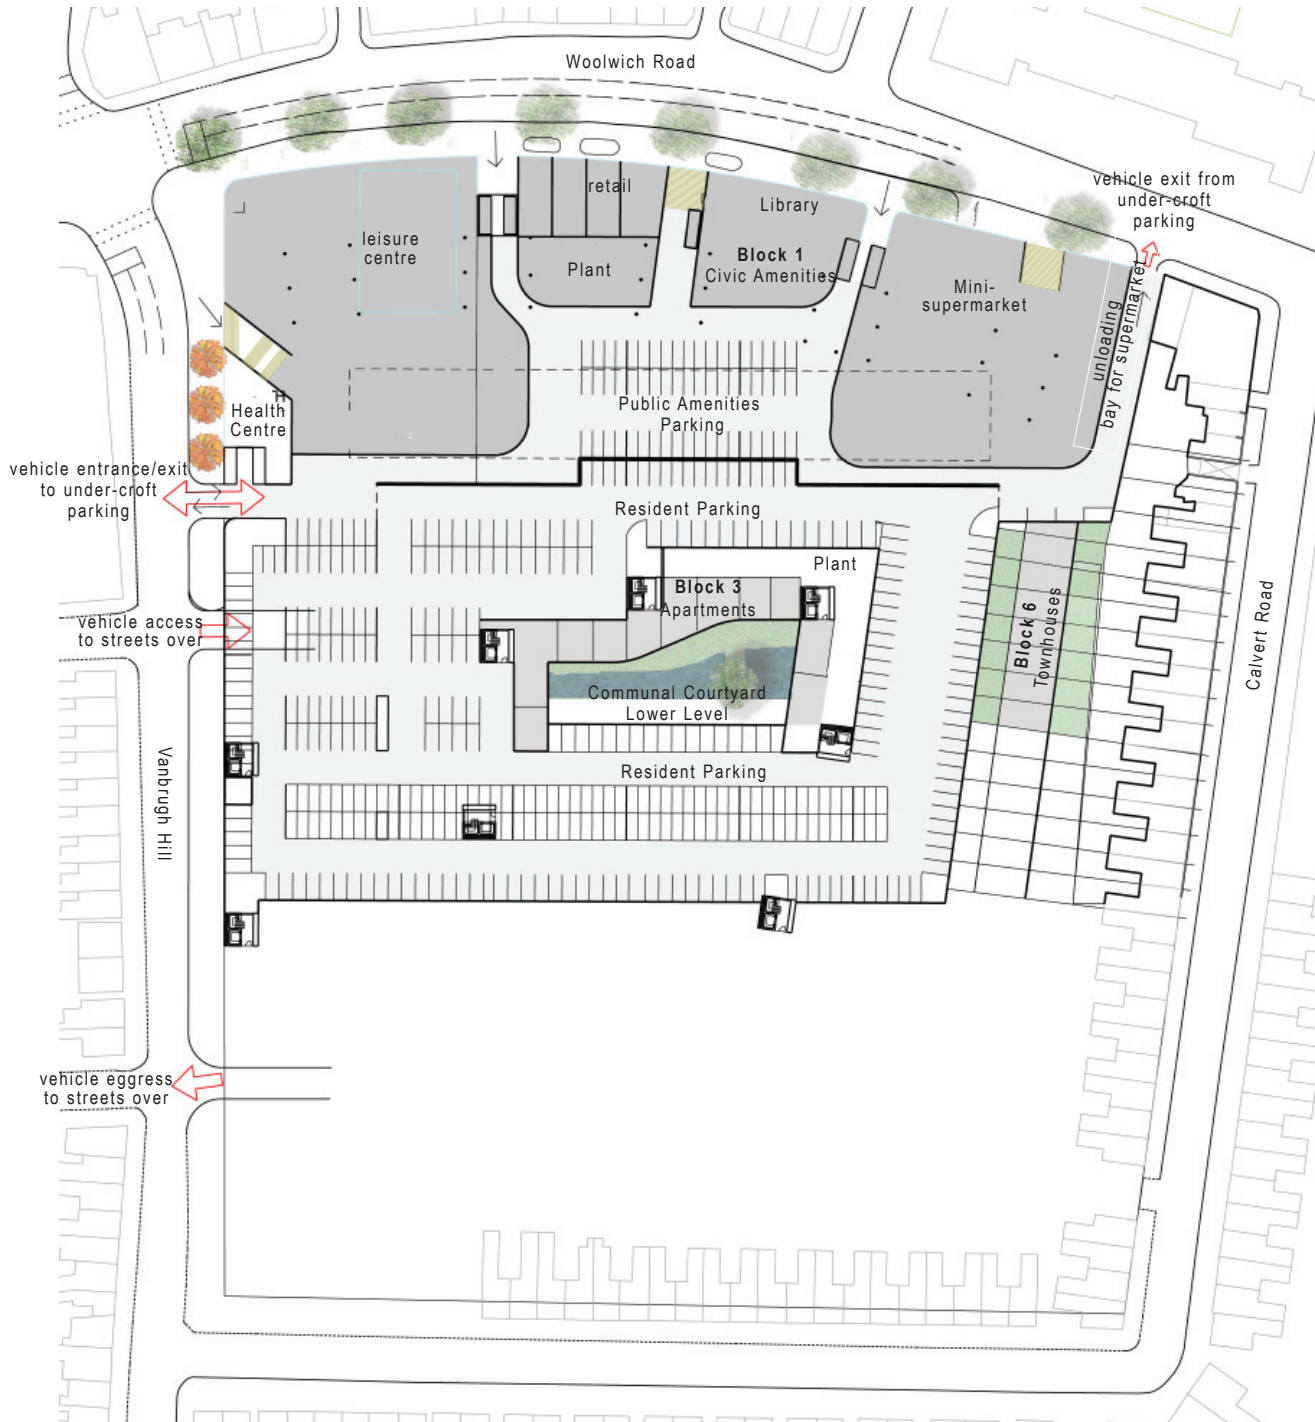 Woolwich Road
vehicle exit from
under-croft
parking
retail
Library
leisure
centre
Block 1
Civic Amenities
Plant
Mini-
supermarket
unloading
bay for supermarket
Public Amenities
Parking
Health
Centre
vehicle entrance/exit
to under-croft
parking
Resident Parking
Plant
Block 3
Apartments
Block 6
Townhouses
Calvert Road
vehicle access
to streets over
Communal Courtyard
Lower Level
Resident Parking
Vanbrugh Hill
vehicle eggress
to streets over